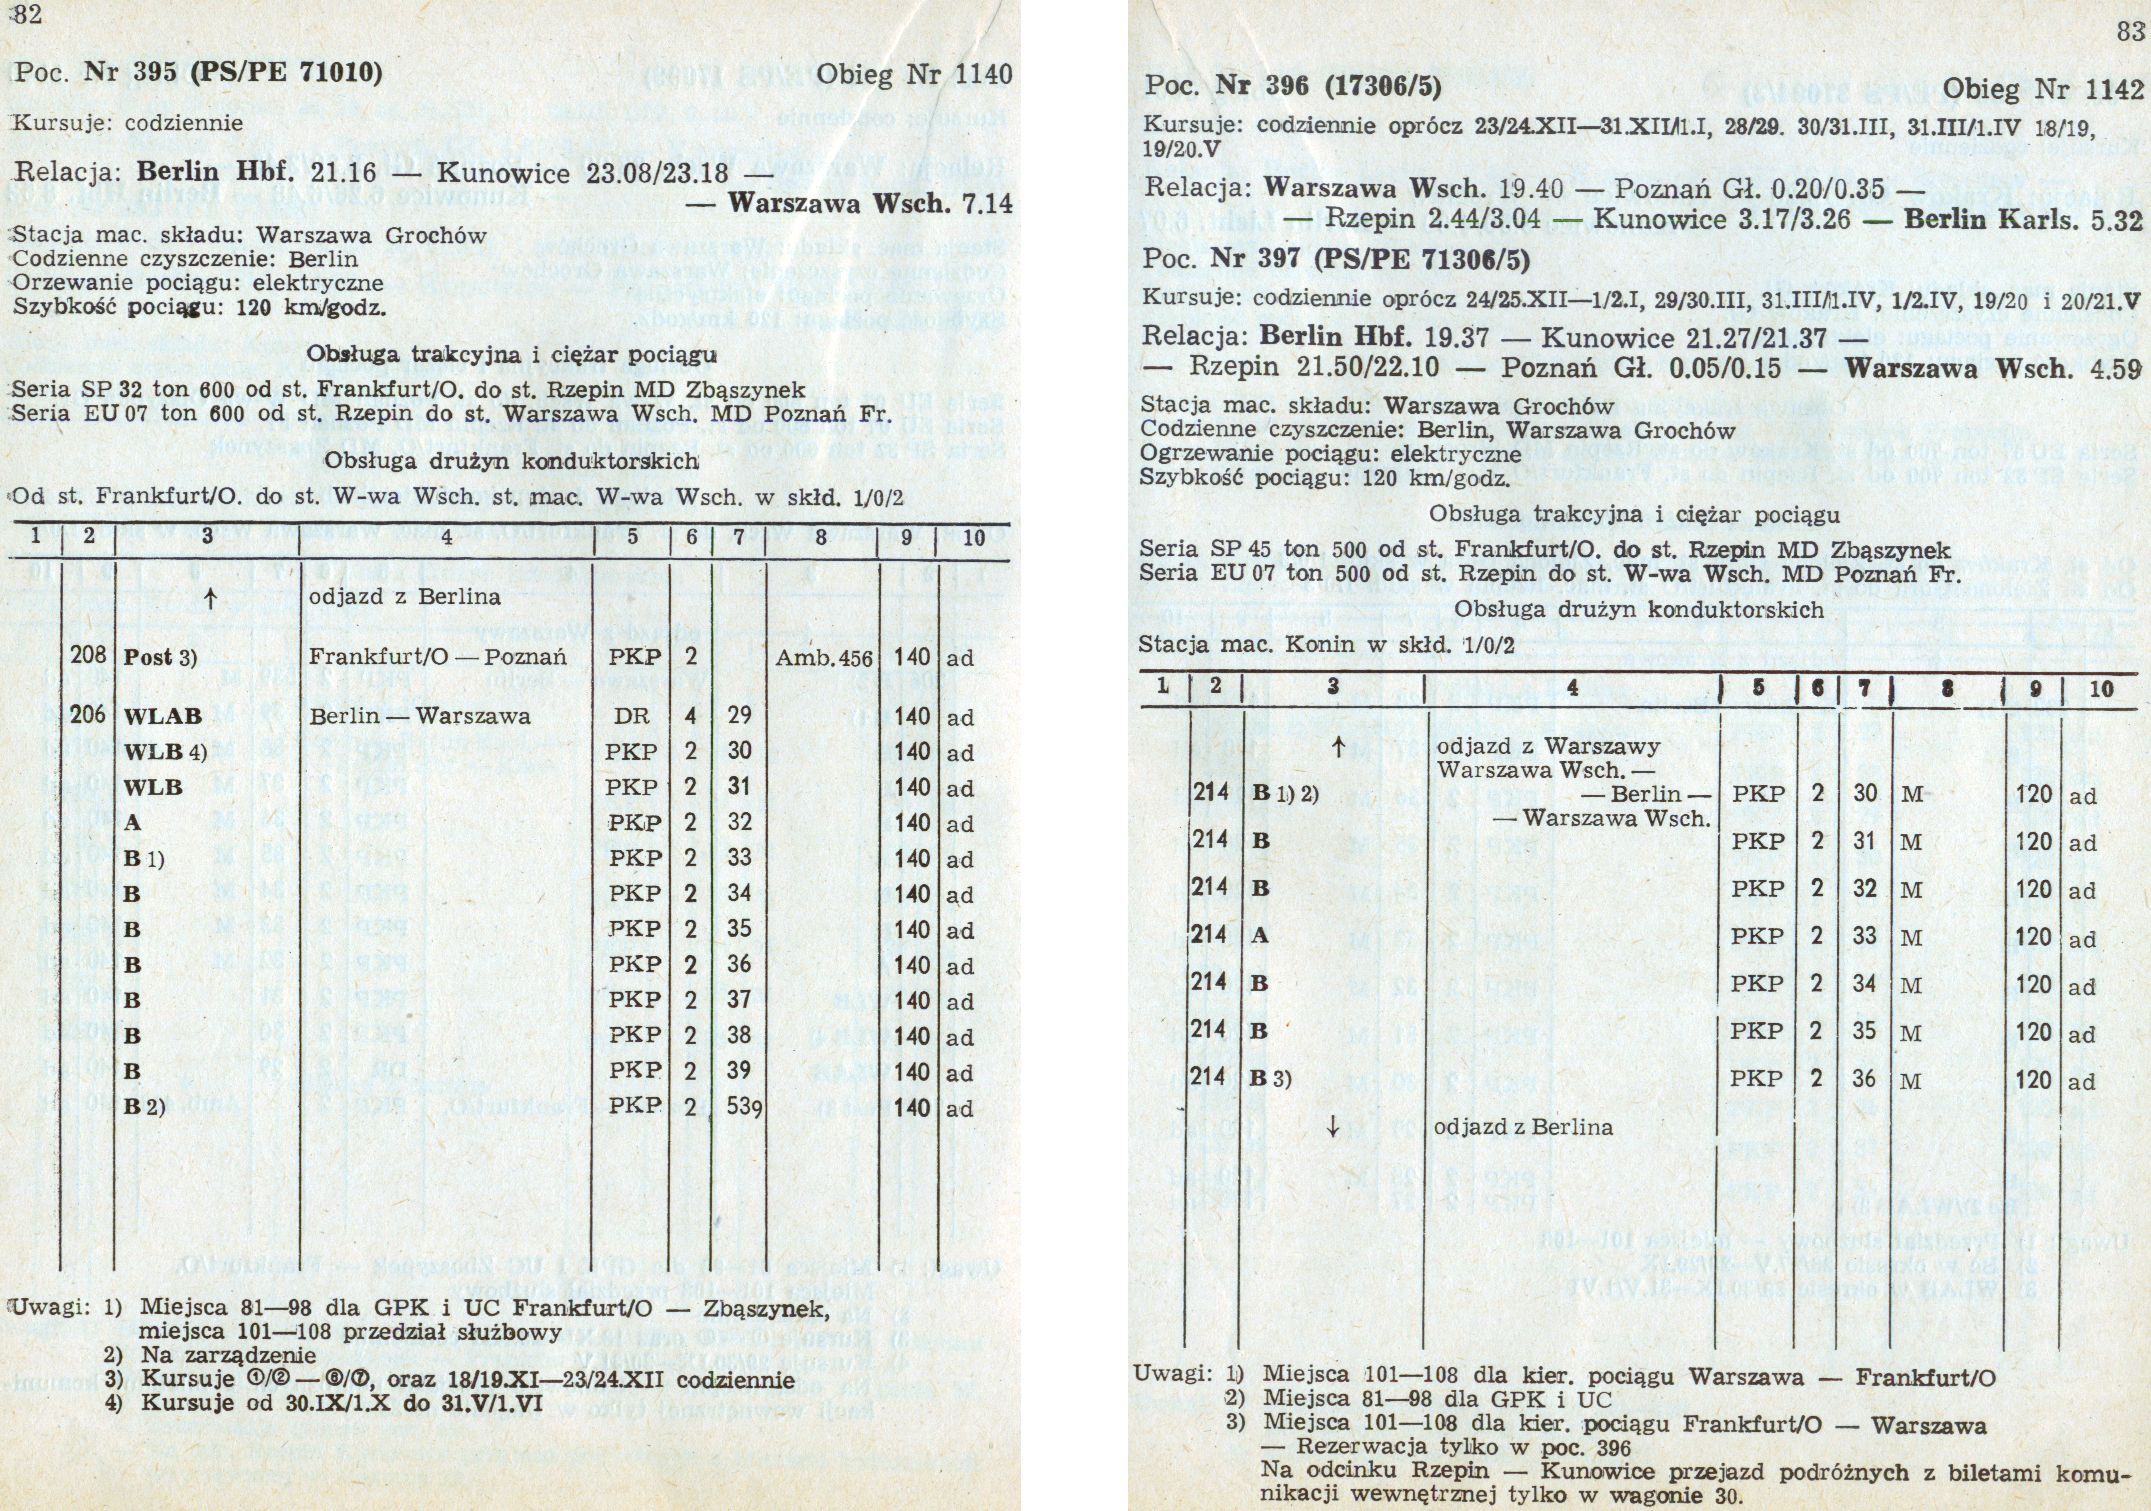 82
Poc. Nr 395 (PS/PE 71010) Obieg Nr 1140
Kursuje: codziennie
Relacja: Berlin Hbf. 21.16 — Kunowice 23.08/23.18 —
— Warszawa Wsch. 7.14
Stacja mac. składu: Warszawa Grochów
Codzienne czyszczenie: Berlin
Orzewanie pociągu: elektryczne
Szybkość pociągu: 120 km/godz.
Obsługa trakcyjna i ciężar pociągu
Seria SP 32 ton 600 od st. Frankfurt/O. do st. Rzepin MD Zbąszynek
Seria EU 07 ton 600 od st. Rzepin do st. Warszawa Wsch. MD Poznań Fr.
Obsługa drużyn konduktorskich
Od st. Frankfurt/O. do st. W-wa Wsch. st. mac. W-wa Wsch. w skłd. 1/0/2
1 2 3 4 5 6 7 8 9 10
↑ odjazd z Berlina
208 Post 3) Frankfurt/O — Poznań PKP 2 Amb.456 140 ad
206 WLAB Berlin — Warszawa DR 4 29 140 ad
WLB 4) PKP 2 30 140 ad
WLB PKP 2 31 140 ad
A PKP 2 32 140 ad
B 1) PKP 2 33 140 ad
B PKP 2 34 140 ad
B PKP 2 35 140 ad
B PKP 2 36 140 ad
B PKP 2 37 140 ad
B PKP 2 38 140 ad
B PKP 2 39 140 ad
B 2) PKP 2 539 140 ad
Uwagi: 1) Miejsca 81—98 dla GPK i UC Frankfurt/O — Zbąszynek,
miejsca 101—108 przedział służbowy
2) Na zarządzenie
3) Kursuje ①/②—⑥/⑦, oraz 18/19.XI—23/24.XII codziennie
4) Kursuje od 30.IX/1.X do 31.V/1.VI
83
Poc. Nr 396 (17306/5) Obieg Nr 1142
Kursuje: codziennie oprócz 23/24.XII—31.XII/1.I, 28/29. 30/31.III, 31.III/1.IV 18/19,
19/20.V
Relacja: Warszawa Wsch. 19.40 — Poznań Gł. 0.20/0.35 —
— Rzepin 2.44/3.04 — Kunowice 3.17/3.26 — Berlin Karls. 5.32
Poc. Nr 397 (PS/PE 71306/5)
Kursuje: codziennie oprócz 24/25.XII—1/2.I, 29/30.III, 31.III/1.IV, 1/2.IV, 19/20 i 20/21.V
Relacja: Berlin Hbf. 19.37 — Kunowice 21.27/21.37 —
— Rzepin 21.50/22.10 — Poznań Gł. 0.05/0.15 — Warszawa Wsch. 4.59
Stacja mac. składu: Warszawa Grochów
Codzienne czyszczenie: Berlin, Warszawa Grochów
Ogrzewanie pociągu: elektryczne
Szybkość pociągu: 120 km/godz.
Obsługa trakcyjna i ciężar pociągu
Seria SP 45 ton 500 od st. Frankfurt/O. do st. Rzepin MD Zbąszynek
Seria EU 07 ton 500 od st. Rzepin do st. W-wa Wsch. MD Poznań Fr.
Obsługa drużyn konduktorskich
Stacja mac. Konin w skłd. 1/0/2
1 2 3 4 5 6 7 8 9 10
↑ odjazd z Warszawy
Warszawa Wsch. —
214 B 1) 2) — Berlin — PKP 2 30 M 120 ad
— Warszawa Wsch.
214 B PKP 2 31 M 120 ad
214 B PKP 2 32 M 120 ad
214 A PKP 2 33 M 120 ad
214 B PKP 2 34 M 120 ad
214 B PKP 2 35 M 120 ad
214 B 3) PKP 2 36 M 120 ad
↓ odjazd z Berlina
Uwagi: 1) Miejsca 101—108 dla kier. pociągu Warszawa — Frankfurt/O
2) Miejsca 81—98 dla GPK i UC
3) Miejsca 101—108 dla kier. pociągu Frankfurt/O — Warszawa
— Rezerwacja tylko w poc. 396
Na odcinku Rzepin — Kunowice przejazd podróżnych z biletami komu-
nikacji wewnętrznej tylko w wagonie 30.